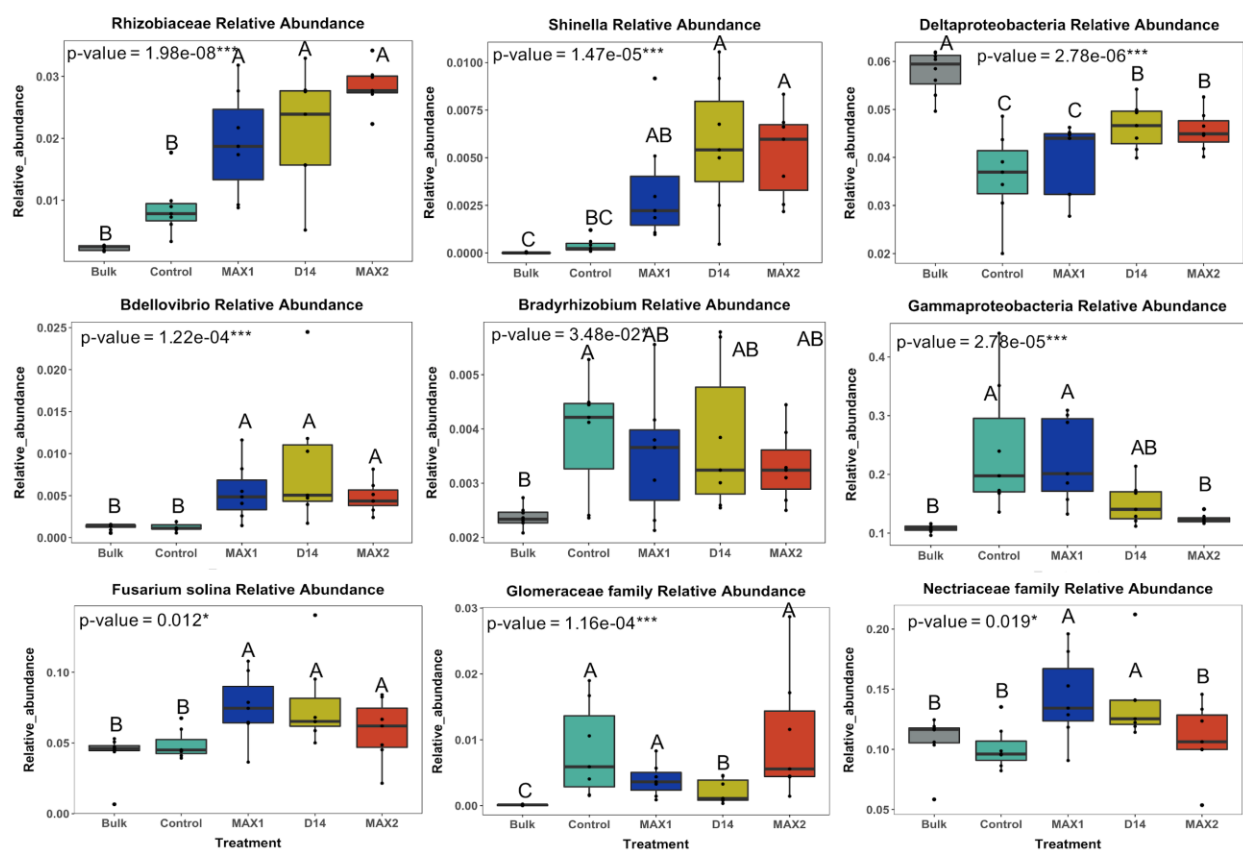 Rhizobiaceae Relative Abundance
p-value = 1.98e-08***
Relative_abundance
0.03
0.02
0.01
B
B
A
A
A
Bulk Control MAX1 D14 MAX2
Shinella Relative Abundance
p-value = 1.47e-05***
Relative_abundance
0.0100
0.0075
0.0050
0.0025
0.0000
C
BC
AB
A
A
Bulk Control MAX1 D14 MAX2
Deltaproteobacteria Relative Abundance
p-value = 2.78e-06***
Relative_abundance
0.06
0.05
0.04
0.03
0.02
A
C
C
B
B
Bulk Control MAX1 D14 MAX2
Bdellovibrio Relative Abundance
p-value = 1.22e-04***
Relative_abundance
0.025
0.020
0.015
0.010
0.005
0.000
B
B
A
A
A
Bulk Control MAX1 D14 MAX2
Bradyrhizobium Relative Abundance
p-value = 3.48e-02*
Relative_abundance
0.005
0.004
0.003
0.002
B
A
AB
AB
AB
Bulk Control MAX1 D14 MAX2
Gammaproteobacteria Relative Abundance
p-value = 2.78e-05***
Relative_abundance
0.4
0.3
0.2
0.1
B
A
A
AB
B
Bulk Control MAX1 D14 MAX2
Fusarium solina Relative Abundance
p-value = 0.012*
Relative_abundance
0.10
0.05
0.00
B
B
A
A
A
Bulk Control MAX1 D14 MAX2
Treatment
Glomeraceae family Relative Abundance
p-value = 1.16e-04***
Relative_abundance
0.03
0.02
0.01
0.00
C
A
A
B
A
Bulk Control MAX1 D14 MAX2
Treatment
Nectriaceae family Relative Abundance
p-value = 0.019*
Relative_abundance
0.20
0.15
0.10
0.05
B
B
A
A
B
Bulk Control MAX1 D14 MAX2
Treatment